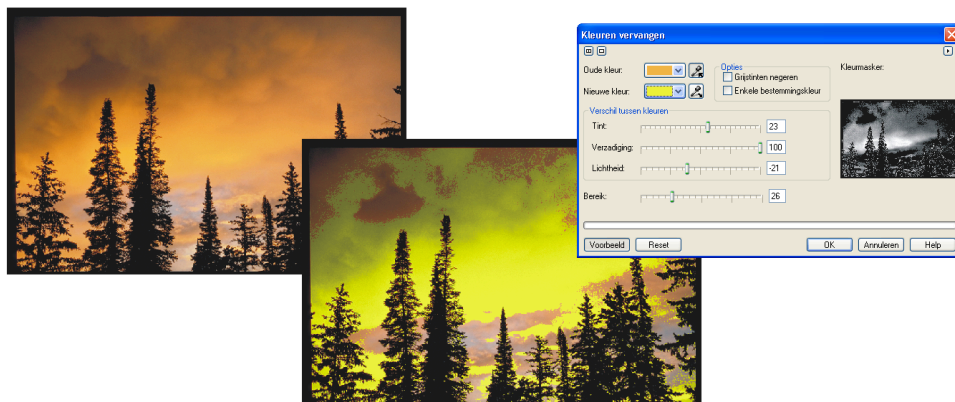 Kleuren vervangen
Oude kleur:
Nieuwe kleur:
Opties
Grijstinten negeren
Enkele bestemmingskleur
Kleurmasker:
Verschil tussen kleuren
Tint: 23
Verzadiging: 100
Lichtheid: -21
Bereik: 26
Voorbeeld Reset OK Annuleren Help